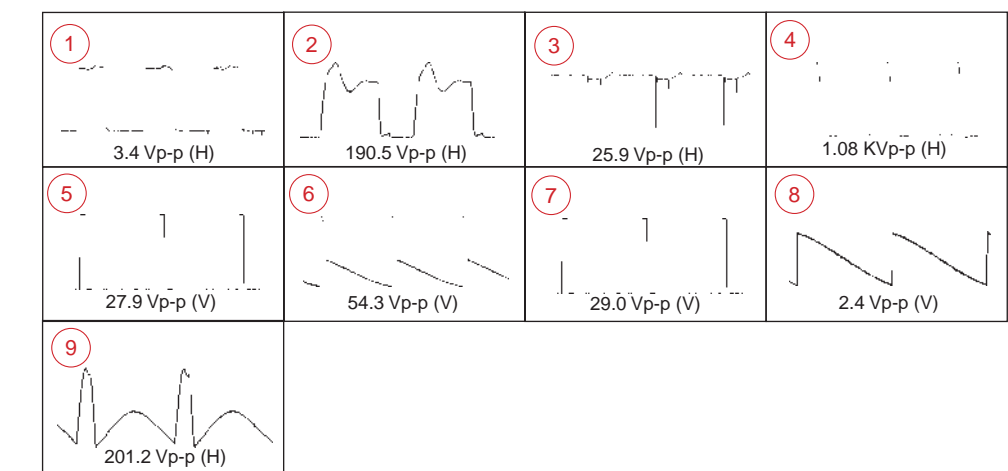 1
3.4 Vp-p (H)
2
190.5 Vp-p (H)
3
25.9 Vp-p (H)
4
1.08 KVp-p (H)
5
27.9 Vp-p (V)
6
54.3 Vp-p (V)
7
29.0 Vp-p (V)
8
2.4 Vp-p (V)
9
201.2 Vp-p (H)